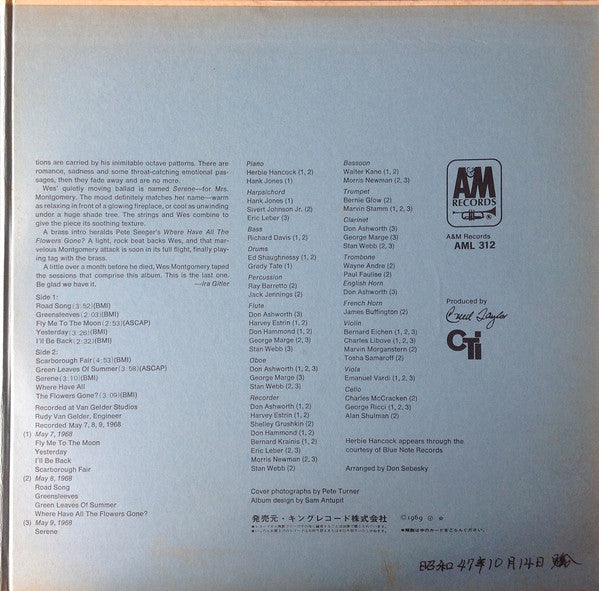 tions are carried by his inimitable octave patterns. There are
romance, sadness and some throat-catching emotional pas-
sages, then they fade away and are no more.
Wes' quietly moving ballad is named Serene—for Mrs.
Montgomery. The mood definitely matches her name—warm
as relaxing in front of a glowing fireplace, or cool as unwinding
under a huge shade tree. The strings and Wes combine to
give the piece its soothing texture.
A brass intro heralds Pete Seeger's Where Have All The
Flowers Gone? A light, rock beat backs Wes, and that mar-
velous Montgomery attack is soon in its full flight, finally play-
ing tag with the brass.
A little over a month before he died, Wes Montgomery taped
the sessions that comprise this album. This is the last one.
Be glad we have it. —Ira Gitler
Side 1:
Road Song (3:52)(BMI)
Greensleeves (2:03)(BMI)
Fly Me To The Moon (2:53)(ASCAP)
Yesterday (3:26)(BMI)
I'll Be Back (2:32)(BMI)
Side 2:
Scarborough Fair (4:53)(BMI)
Green Leaves Of Summer (3:58)(ASCAP)
Serene (3:10)(BMI)
Where Have All
The Flowers Gone? (3:09)(BMI)
Recorded at Van Gelder Studios
Rudy Van Gelder, Engineer
Recorded May 7, 8, 9, 1968
(1) May 7, 1968
Fly Me To The Moon
Yesterday
I'll Be Back
Scarborough Fair
(2) May 8, 1968
Road Song
Greensleeves
Green Leaves Of Summer
Where Have All The Flowers Gone?
(3) May 9, 1968
Serene
Piano
Herbie Hancock (1, 2)
Hank Jones (1)
Harpsichord
Hank Jones (1)
Sivert Johnson Jr. (2)
Eric Leber (3)
Bass
Richard Davis (1, 2)
Drums
Ed Shaughnessy (1, 2)
Grady Tate (1)
Percussion
Ray Barretto (2)
Jack Jennings (2)
Flute
Don Ashworth (3)
Harvey Estrin (1, 2)
Don Hammond (1, 2)
George Marge (2, 3)
Stan Webb (3)
Oboe
Don Ashworth (1, 2, 3)
George Marge (3)
Stan Webb (2, 3)
Recorder
Don Ashworth (1)
Harvey Estrin (1, 2)
Shelley Grushkin (2)
Don Hammond (1)
Bernard Krainis (1, 2)
Eric Leber (2, 3)
Morris Newman (2, 3)
Stan Webb (2)
Bassoon
Walter Kane (1, 2)
Morris Newman (2, 3)
Trumpet
Bernie Glow (2)
Marvin Stamm (1, 2, 3)
Clarinet
Don Ashworth (3)
George Marge (3)
Stan Webb (2, 3)
Trombone
Wayne Andre (2)
Paul Faulise (2)
English Horn
Don Ashworth (3)
French Horn
James Buffington (2)
Violin
Bernard Eichen (1, 2, 3)
Charles Libove (1, 2, 3)
Marvin Morganstern (2)
Tosha Samaroff (2)
Viola
Emanuel Vardi (1, 2, 3)
Cello
Charles McCracken (2)
George Ricci (1, 2, 3)
Alan Shulman (2)
Herbie Hancock appears through the
courtesy of Blue Note Records
Arranged by Don Sebesky
A&M
RECORDS
A&M Records
AML 312
Produced by
Creed Taylor
CTI
Cover photographs by Pete Turner
Album design by Sam Antupit
発売元・キングレコード株式会社
©1969
昭和47年10月14日 購入